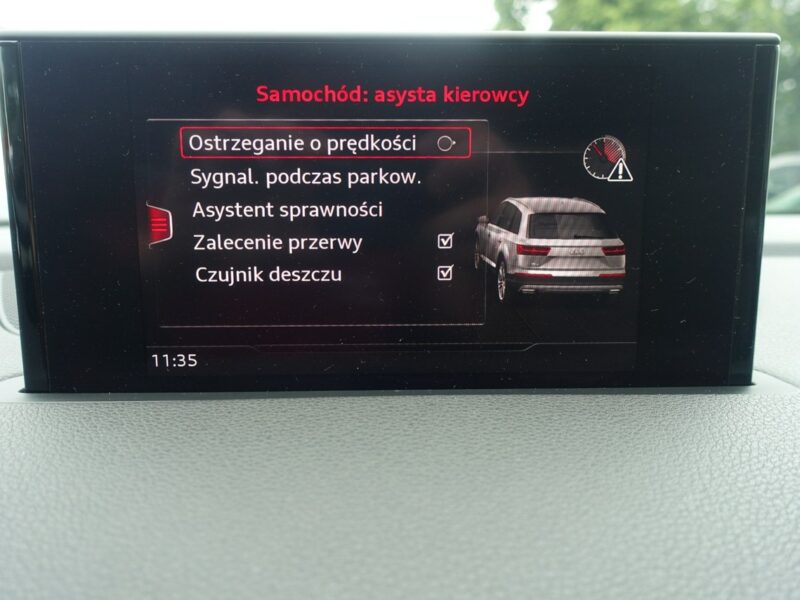 Samochód: asysta kierowcy
Ostrzeganie o prędkości
Sygnal. podczas parkow.
Asystent sprawności
Zalecenie przerwy
Czujnik deszczu
11:35